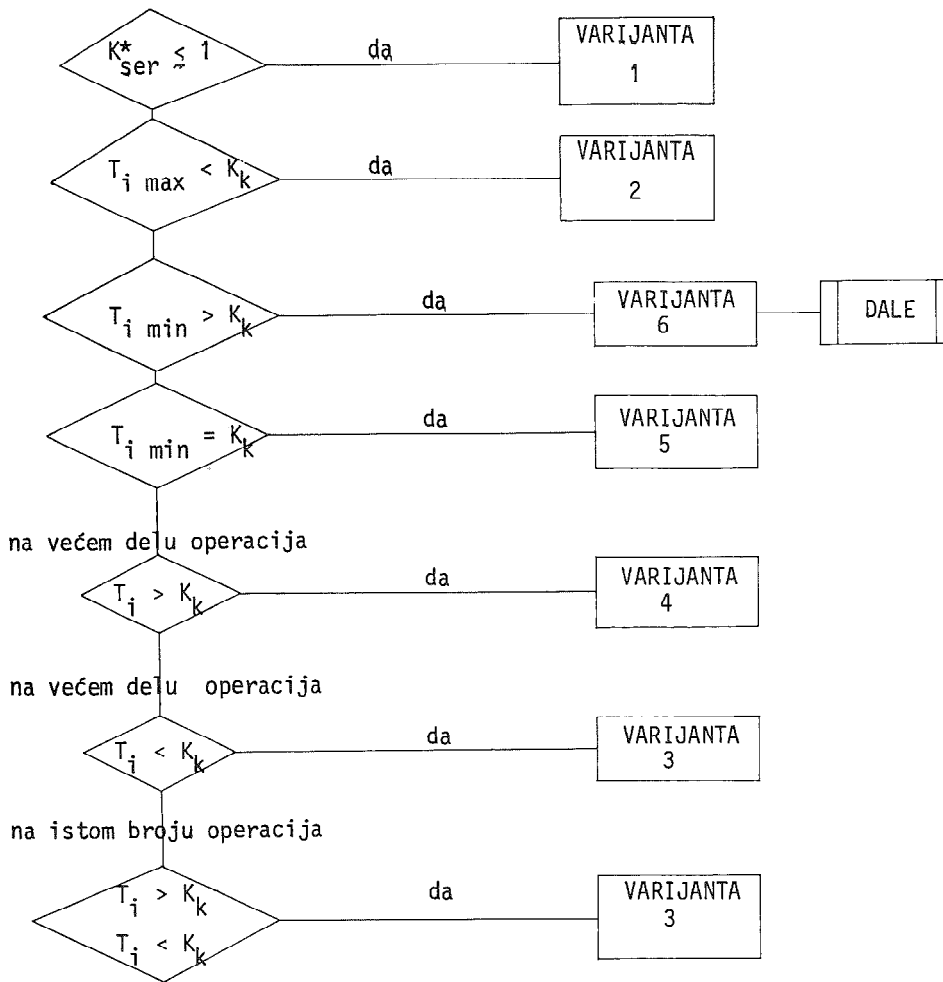 K*ser ≤ 1
da
VARIJANTA
1
Ti max < Kk
da
VARIJANTA
2
Ti min > Kk
da
VARIJANTA
6
DALE
Ti min = Kk
da
VARIJANTA
5
na većem delu operacija
Ti > Kk
da
VARIJANTA
4
na većem delu operacija
Ti < Kk
da
VARIJANTA
3
na istom broju operacija
Ti > Kk
Ti < Kk
da
VARIJANTA
3